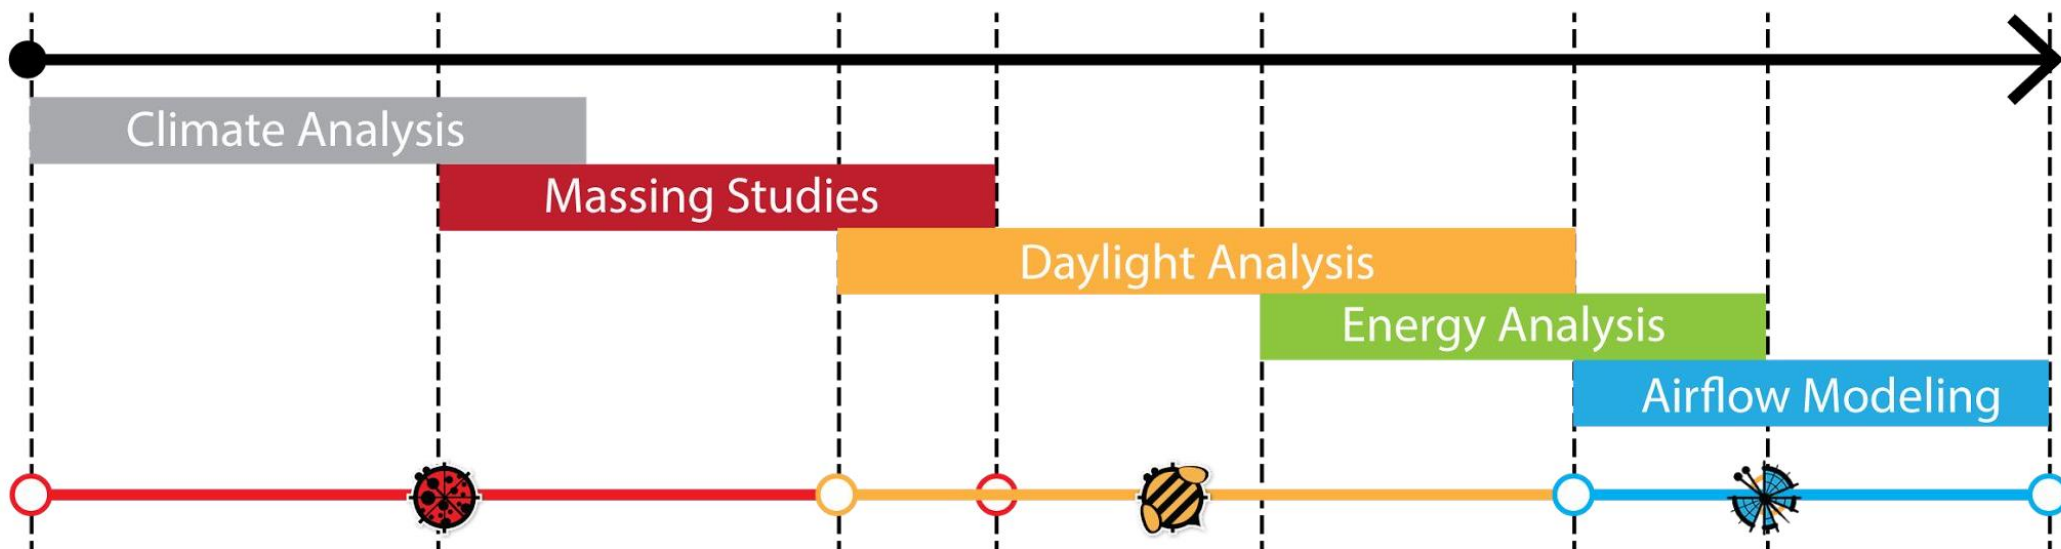 Climate Analysis
Massing Studies
Daylight Analysis
Energy Analysis
Airflow Modeling